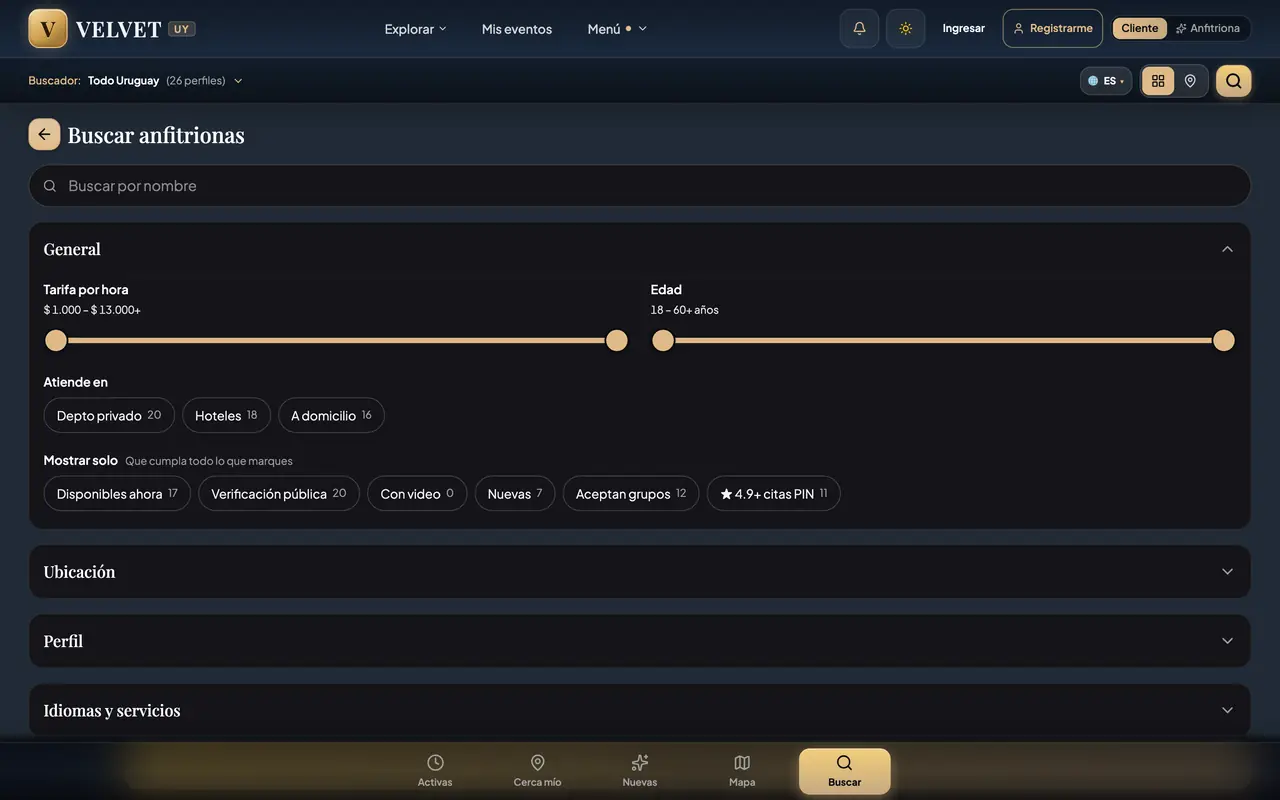 V VELVET UY
Explorar
Mis eventos
Menú
Ingresar
Registrarme
Cliente
Anfitriona
Buscador: Todo Uruguay (26 perfiles)
ES
Buscar anfitrionas
Buscar por nombre
General
Tarifa por hora
$ 1.000 – $ 13.000+
Edad
18 – 60+ años
Atiende en
Depto privado 20
Hoteles 18
A domicilio 16
Mostrar solo Que cumpla todo lo que marques
Disponibles ahora 17
Verificación pública 20
Con video 0
Nuevas 7
Aceptan grupos 12
★ 4.9+ citas PIN 11
Ubicación
Perfil
Idiomas y servicios
Activas
Cerca mío
Nuevas
Mapa
Buscar